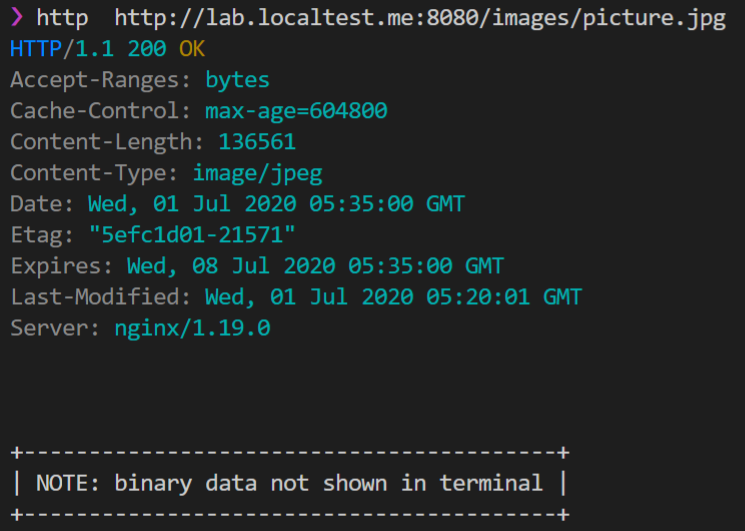 ❯ http  http://lab.localtest.me:8080/images/picture.jpg
HTTP/1.1 200 OK
Accept-Ranges: bytes
Cache-Control: max-age=604800
Content-Length: 136561
Content-Type: image/jpeg
Date: Wed, 01 Jul 2020 05:35:00 GMT
Etag: "5efc1d01-21571"
Expires: Wed, 08 Jul 2020 05:35:00 GMT
Last-Modified: Wed, 01 Jul 2020 05:20:01 GMT
Server: nginx/1.19.0
+-----------------------------------------+
| NOTE: binary data not shown in terminal |
+-----------------------------------------+